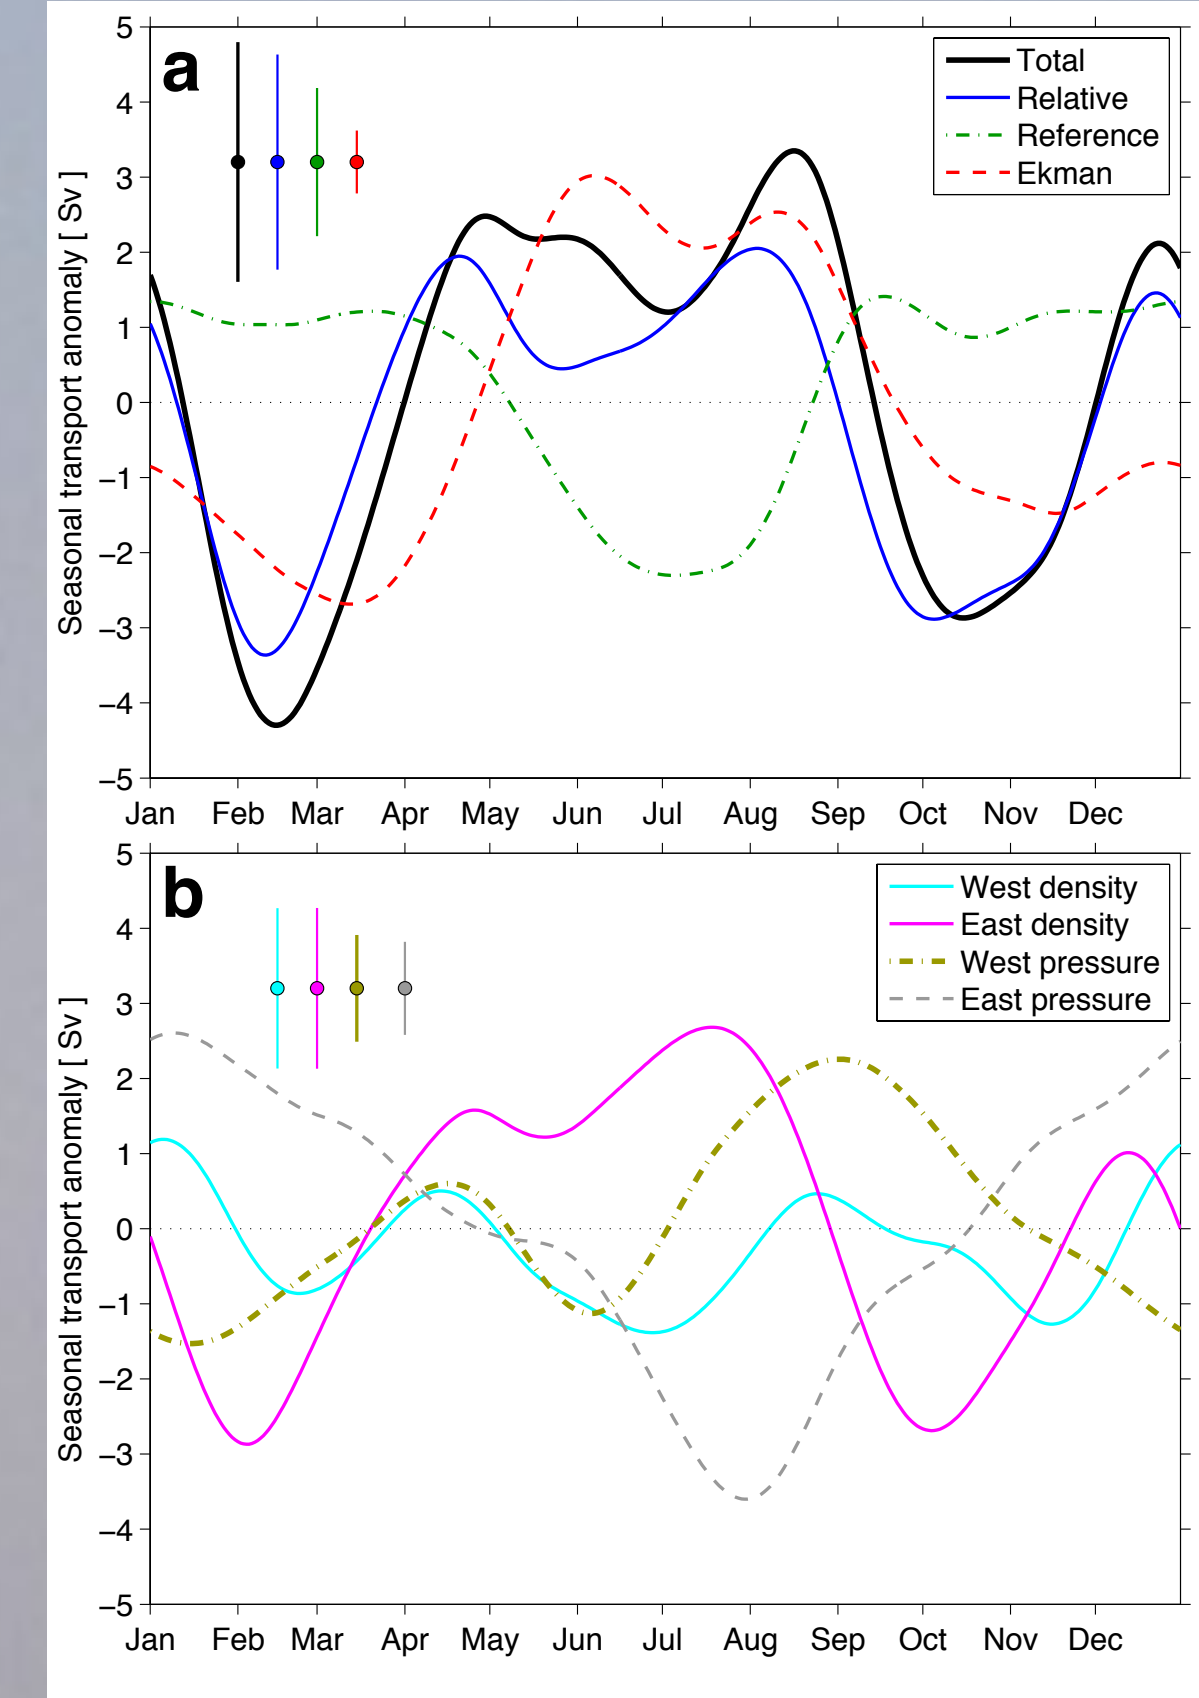 a
Total
Relative
Reference
Ekman
Seasonal transport anomaly [ Sv ]
5
4
3
2
1
0
−1
−2
−3
−4
−5
Jan Feb Mar Apr May Jun Jul Aug Sep Oct Nov Dec
b
West density
East density
West pressure
East pressure
Seasonal transport anomaly [ Sv ]
5
4
3
2
1
0
−1
−2
−3
−4
−5
Jan Feb Mar Apr May Jun Jul Aug Sep Oct Nov Dec